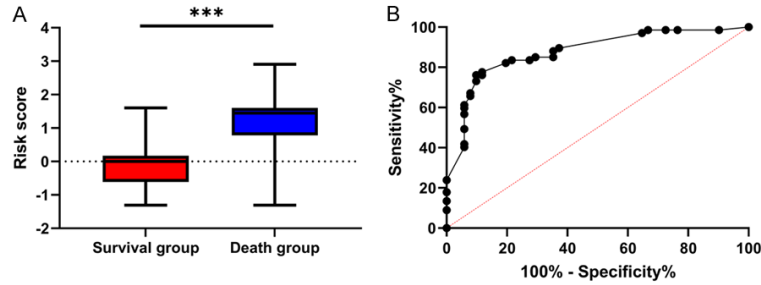 A
***
4
3
2
1
0
-1
-2
Risk score
Survival group
Death group
B
100
80
60
40
20
0
Sensitivity%
0
20
40
60
80
100
100% - Specificity%